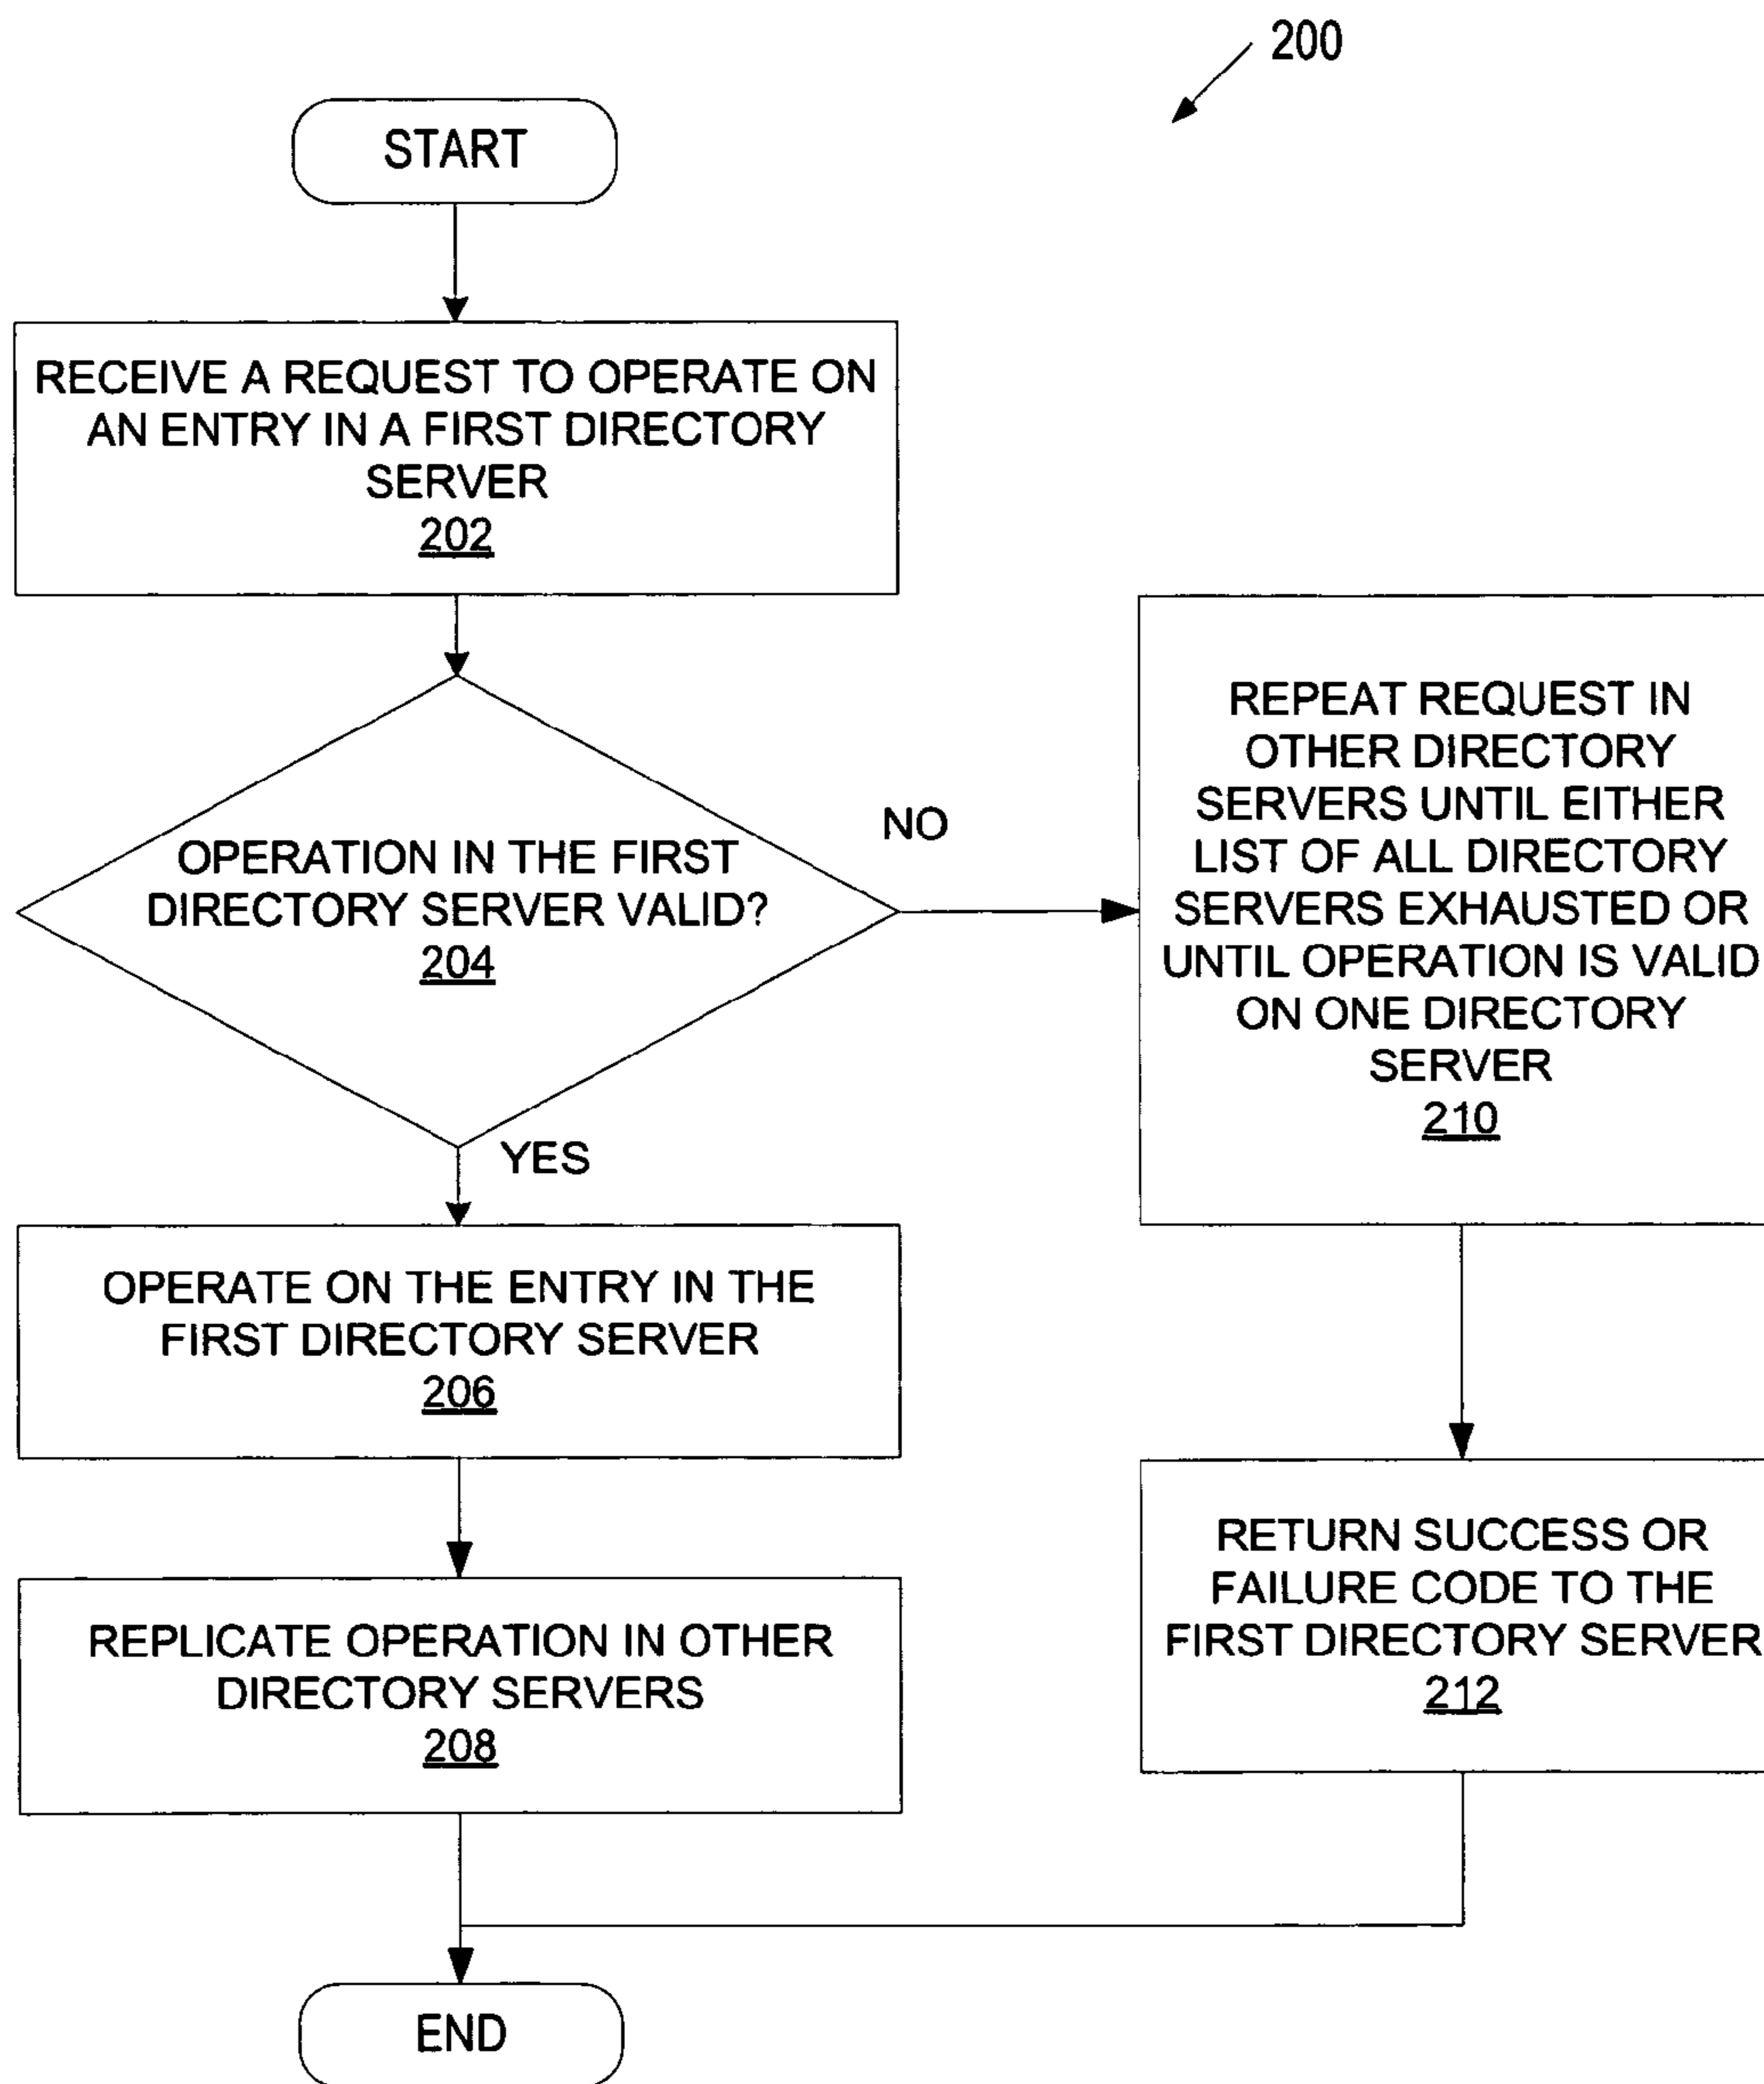 200
START
RECEIVE A REQUEST TO OPERATE ON
AN ENTRY IN A FIRST DIRECTORY
SERVER
202
OPERATION IN THE FIRST
DIRECTORY SERVER VALID?
204
NO
YES
REPEAT REQUEST IN
OTHER DIRECTORY
SERVERS UNTIL EITHER
LIST OF ALL DIRECTORY
SERVERS EXHAUSTED OR
UNTIL OPERATION IS VALID
ON ONE DIRECTORY
SERVER
210
OPERATE ON THE ENTRY IN THE
FIRST DIRECTORY SERVER
206
REPLICATE OPERATION IN OTHER
DIRECTORY SERVERS
208
RETURN SUCCESS OR
FAILURE CODE TO THE
FIRST DIRECTORY SERVER
212
END